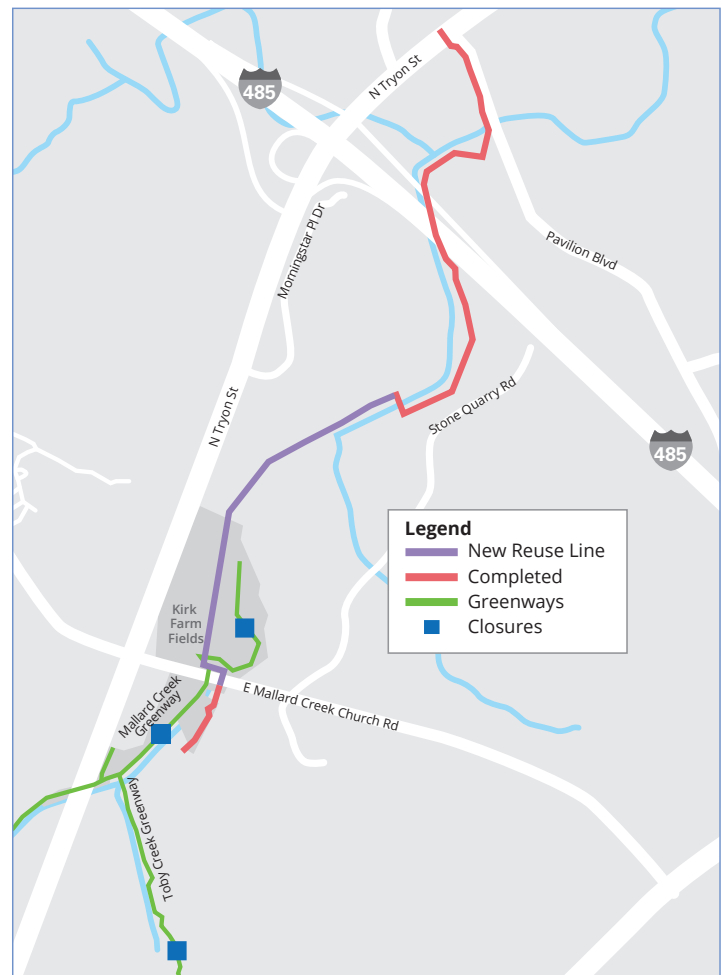 N Tryon St
485
Morningstar Pl Dr
Pavilion Blvd
N Tryon St
Stone Quarry Rd
485
Legend
New Reuse Line
Completed
Greenways
Closures
Kirk
Farm
Fields
Mallard Creek
Greenway
E Mallard Creek Church Rd
Toby Creek Greenway